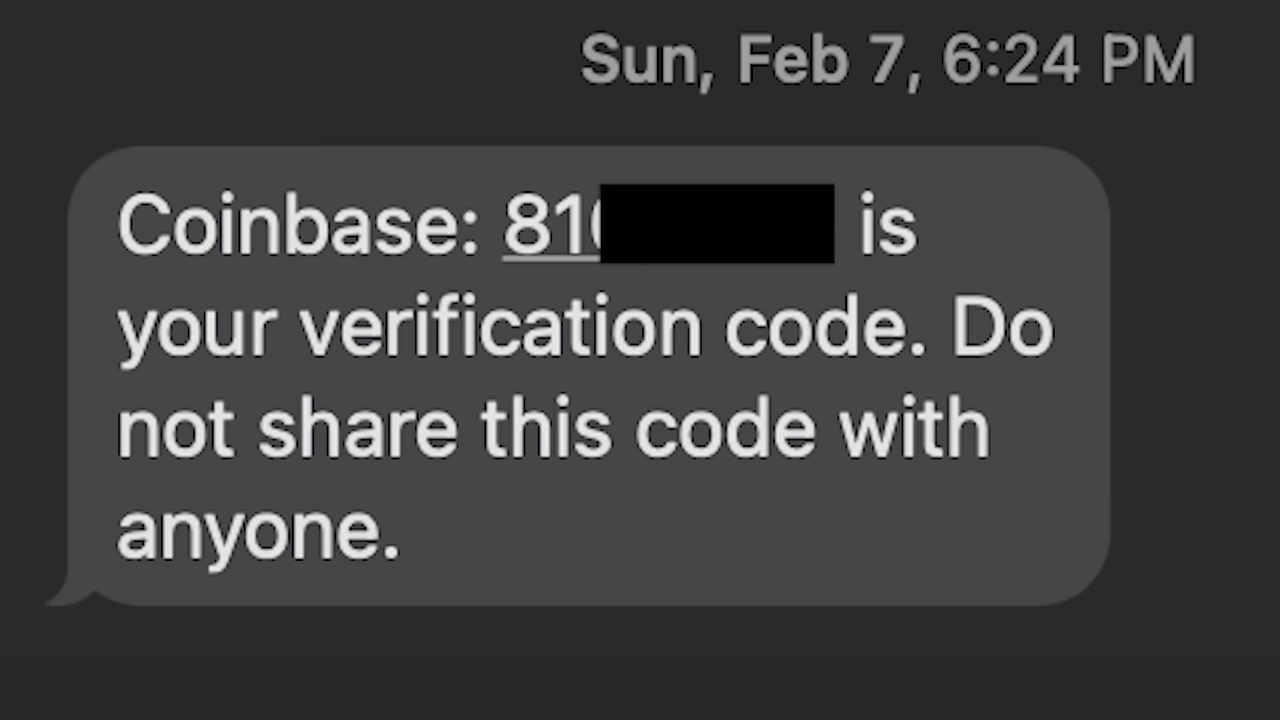 Sun, Feb 7, 6:24 PM
Coinbase: 81 is
your verification code. Do
not share this code with
anyone.